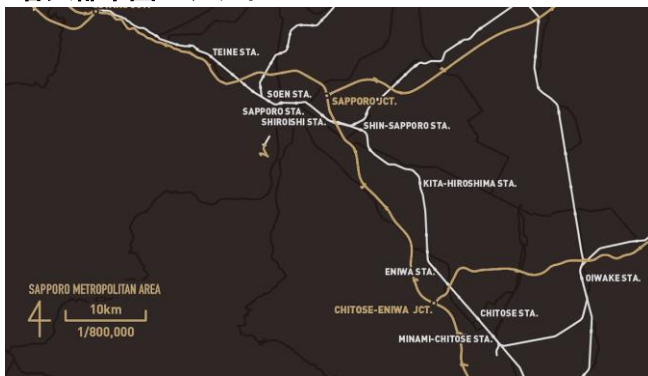 TEINE STA.
SOEN STA.
SAPPORO JCT.
SAPPORO STA.
SHIROISHI STA.
SHIN-SAPPORO STA.
KITA-HIROSHIMA STA.
ENIWA STA.
OIWAKE STA.
SAPPORO METROPOLITAN AREA
10km
1/800,000
CHITOSE-ENIWA JCT.
CHITOSE STA.
MINAMI-CHITOSE STA.